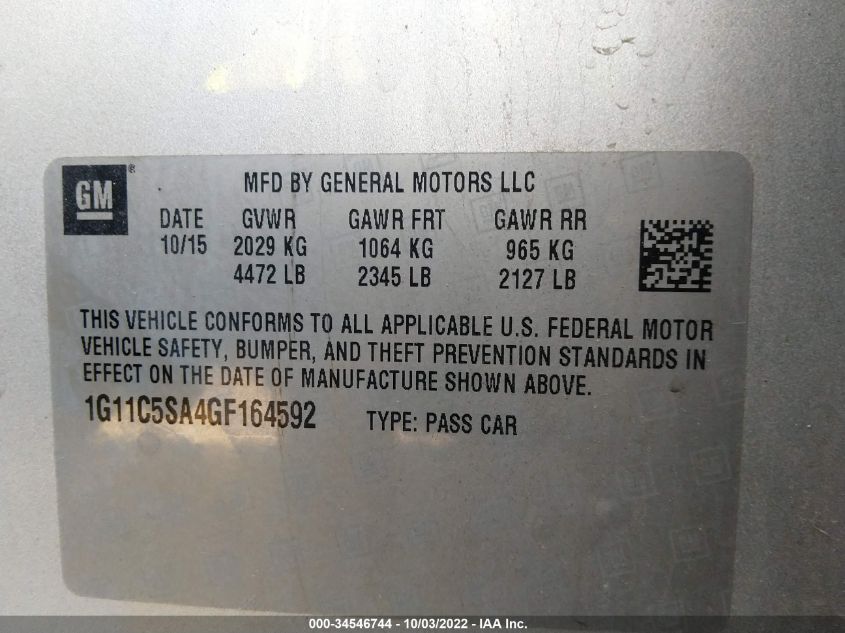 GM®
MFD BY GENERAL MOTORS LLC
DATE GVWR GAWR FRT GAWR RR
10/15 2029 KG 1064 KG 965 KG
4472 LB 2345 LB 2127 LB
THIS VEHICLE CONFORMS TO ALL APPLICABLE U.S. FEDERAL MOTOR
VEHICLE SAFETY, BUMPER, AND THEFT PREVENTION STANDARDS IN
EFFECT ON THE DATE OF MANUFACTURE SHOWN ABOVE.
1G11C5SA4GF164592 TYPE: PASS CAR
000-34546744 - 10/03/2022 - IAA Inc.